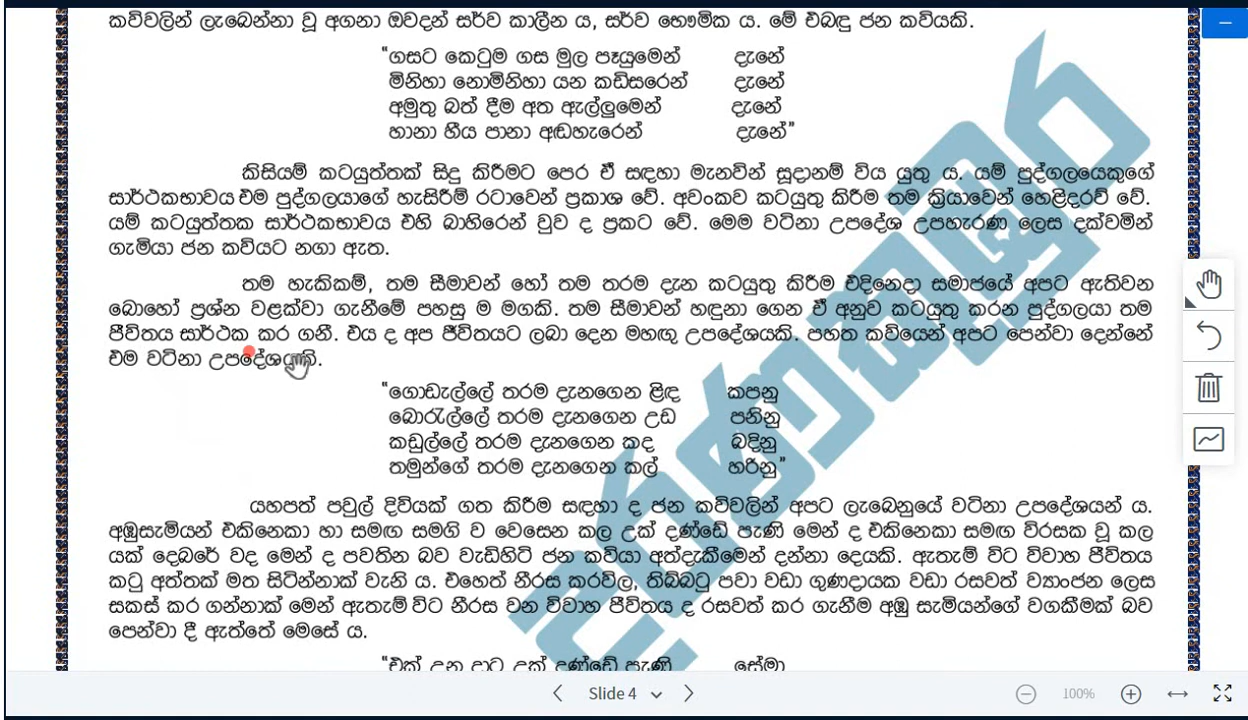 කවිවලින් ලැබෙන්නා වූ අගනා ඔවදන් සර්ව කාලීන ය, සර්ව භෞමික ය. මේ එබඳු ජන කවියකි.
"ගසට කෙටුම ගස මුල පෑයුමෙන් දැනේ
මිනිහා නොමිනිහා යන කඩිසරෙන් දැනේ
අමුතු බත් දීම අත ඇල්ලුමෙන් දැනේ
හානා හීය පානා අඬහැරෙන් දැනේ"
කිසියම් කටයුත්තක් සිදු කිරීමට පෙර ඒ සඳහා මැනවින් සූදානම් විය යුතු ය. යම් පුද්ගලයෙකුගේ
සාර්ථකභාවය එම පුද්ගලයාගේ හැසිරීම් රටාවෙන් ප්‍රකාශ වේ. අවංකව කටයුතු කිරීම තම ක්‍රියාවෙන් හෙළිදරව් වේ.
යම් කටයුත්තක සාර්ථකභාවය එහි බාහිරෙන් වුව ද ප්‍රකට වේ. මෙම වටිනා උපදේශ උපහැරණ ලෙස දක්වමින්
ගැමියා ජන කවියට නගා ඇත.
තම හැකිකම්, තම සීමාවන් හෝ තම තරම දැන කටයුතු කිරීම එදිනෙදා සමාජයේ අපට ඇතිවන
බොහෝ ප්‍රශ්න වළක්වා ගැනීමේ පහසු ම මගකි. තම සීමාවන් හඳුනා ගෙන ඒ අනුව කටයුතු කරන පුද්ගලයා තම
ජීවිතය සාර්ථක කර ගනී. එය ද අප ජීවිතයට ලබා දෙන මහඟු උපදේශයකි. පහත කවියෙන් අපට පෙන්වා දෙන්නේ
එම වටිනා උපදේශයකි.
"ගොඩැල්ලේ තරම දැනගෙන ළිඳ කපනු
බොරැල්ලේ තරම දැනගෙන උඩ පනිනු
කඩුල්ලේ තරම දැනගෙන කද බදිනු
තමුන්ගේ තරම දැනගෙන කල් හරිනු"
යහපත් පවුල් දිවියක් ගත කිරීම සඳහා ද ජන කවිවලින් අපට ලැබෙනුයේ වටිනා උපදේශයන් ය.
අඹුසැමියන් එකිනෙකා හා සමඟ සමගි ව වෙසෙන කල උක් දණ්ඩේ පැණි මෙන් ද එකිනෙකා සමඟ විරසක වූ කල
යක් දෙබරේ වද මෙන් ද පවතින බව වැඩිහිටි ජන කවියා අත්දැකීමෙන් දන්නා දෙයකි. ඇතැම් විට විවාහ ජීවිතය
කටු අත්තක් මත සිටින්නාක් වැනි ය. එහෙත් නීරස කරවිල, තිබ්බටු පවා වඩා ගුණදායක වඩා රසවත් ව්‍යාංජන ලෙස
සකස් කර ගන්නාක් මෙන් ඇතැම් විට නීරස වන විවාහ ජීවිතය ද රසවත් කර ගැනීම අඹු සැමියන්ගේ වගකීමක් බව
පෙන්වා දී ඇත්තේ මෙසේ ය.
"එක් උන දාට උක් දණ්ඩේ පැණි සේමා
Slide 4
100%